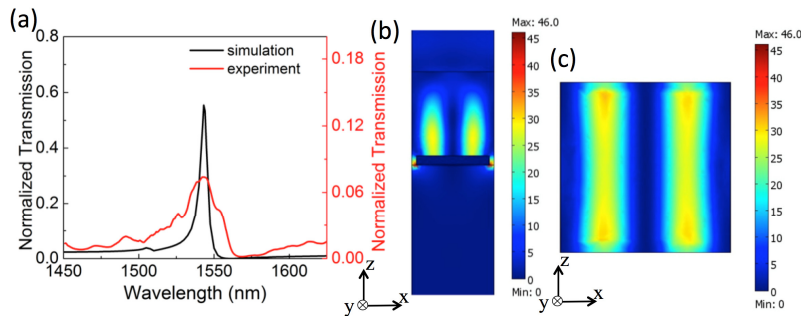 (a)
0.8
0.6
0.4
0.2
0.0
Normalized Transmission
simulation
experiment
0.18
0.12
0.06
0.00
Normalized Transmission
1450
1500
1550
1600
Wavelength (nm)
(b)
Max: 46.0
45
40
35
30
25
20
15
10
5
0
Min: 0
z
y
x
(c)
Max: 46.0
45
40
35
30
25
20
15
10
5
0
Min: 0
z
y
x